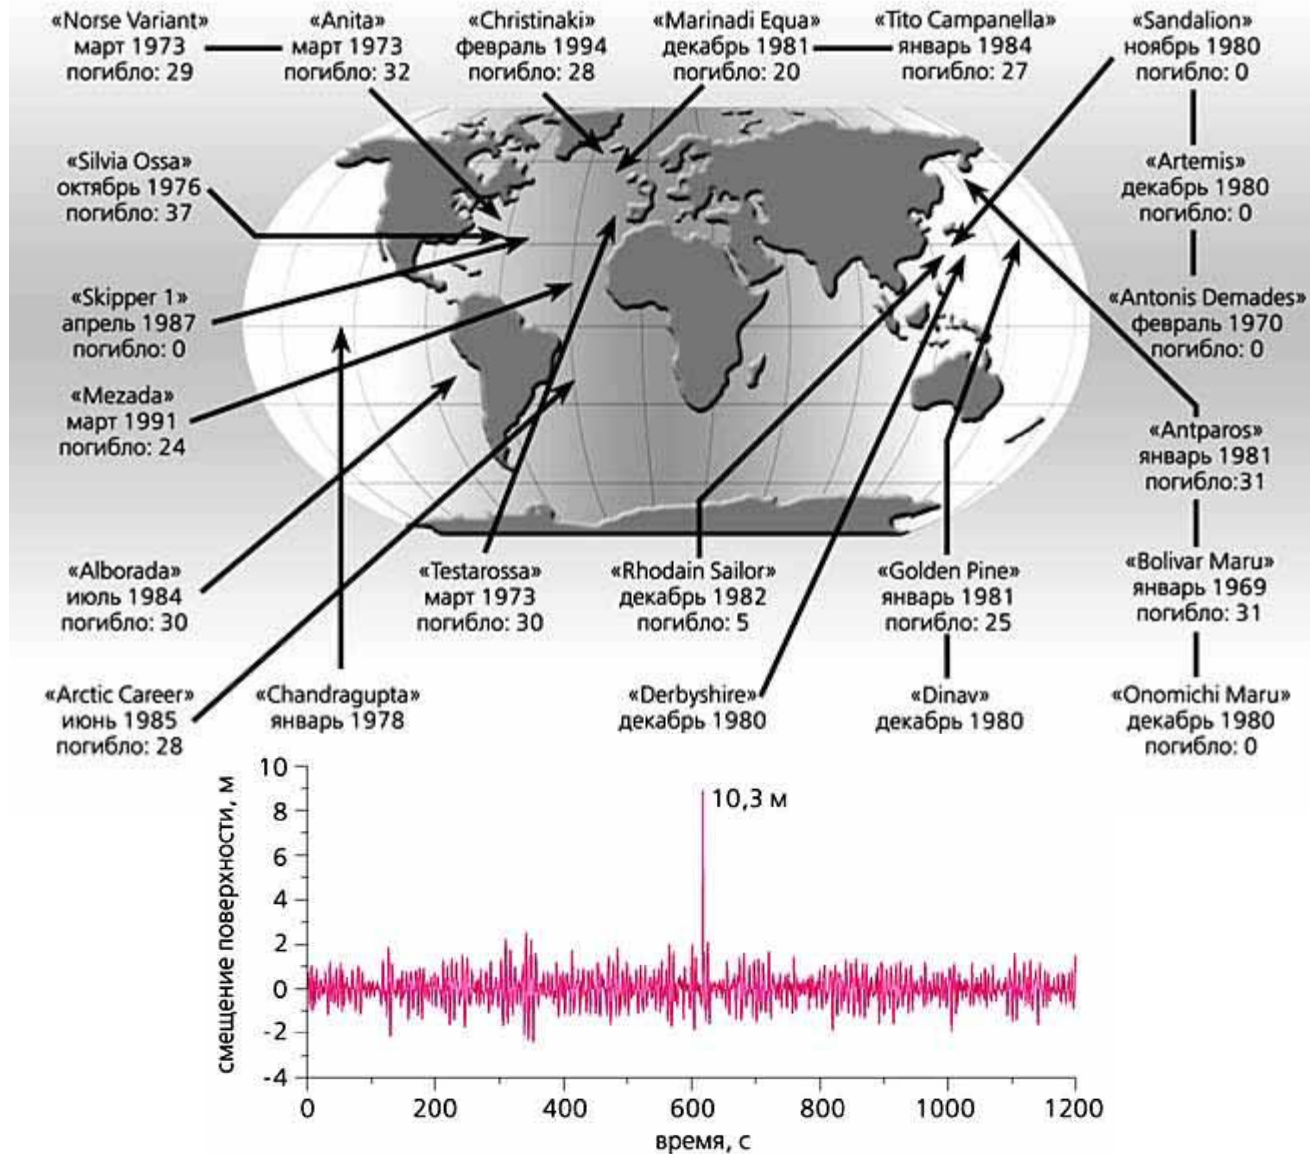 «Norse Variant»
март 1973
погибло: 29
«Anita»
март 1973
погибло: 32
«Christinaki»
февраль 1994
погибло: 28
«Marinadi Equa»
декабрь 1981
погибло: 20
«Tito Campanella»
январь 1984
погибло: 27
«Sandalion»
ноябрь 1980
погибло: 0
«Silvia Ossa»
октябрь 1976
погибло: 37
«Artemis»
декабрь 1980
погибло: 0
«Skipper 1»
апрель 1987
погибло: 0
«Antonis Demades»
февраль 1970
погибло: 0
«Mezada»
март 1991
погибло: 24
«Antparos»
январь 1981
погибло:31
«Alborada»
июль 1984
погибло: 30
«Testarossa»
март 1973
погибло: 30
«Rhodain Sailor»
декабрь 1982
погибло: 5
«Golden Pine»
январь 1981
погибло: 25
«Bolivar Maru»
январь 1969
погибло: 31
«Arctic Career»
июнь 1985
погибло: 28
«Chandragupta»
январь 1978
«Derbyshire»
декабрь 1980
«Dinav»
декабрь 1980
«Onomichi Maru»
декабрь 1980
погибло: 0
смещение поверхности, м
10
8
6
4
2
0
-2
-4
10,3 м
0 200 400 600 800 1000 1200
время, с